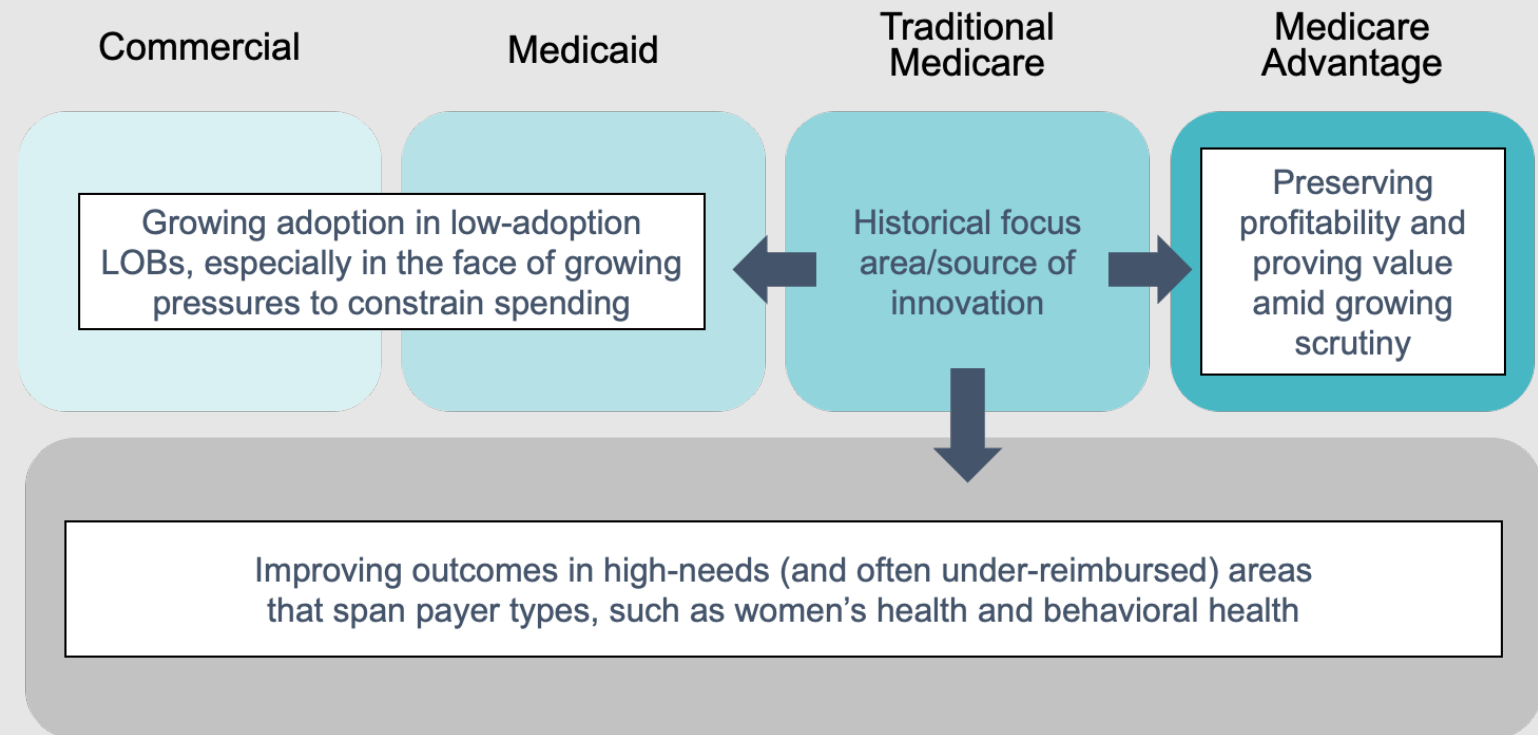 Commercial
Medicaid
Traditional
Medicare
Medicare
Advantage
Growing adoption in low-adoption
LOBs, especially in the face of growing
pressures to constrain spending
Historical focus
area/source of
innovation
Preserving
profitability and
proving value
amid growing
scrutiny
Improving outcomes in high-needs (and often under-reimbursed) areas
that span payer types, such as women’s health and behavioral health